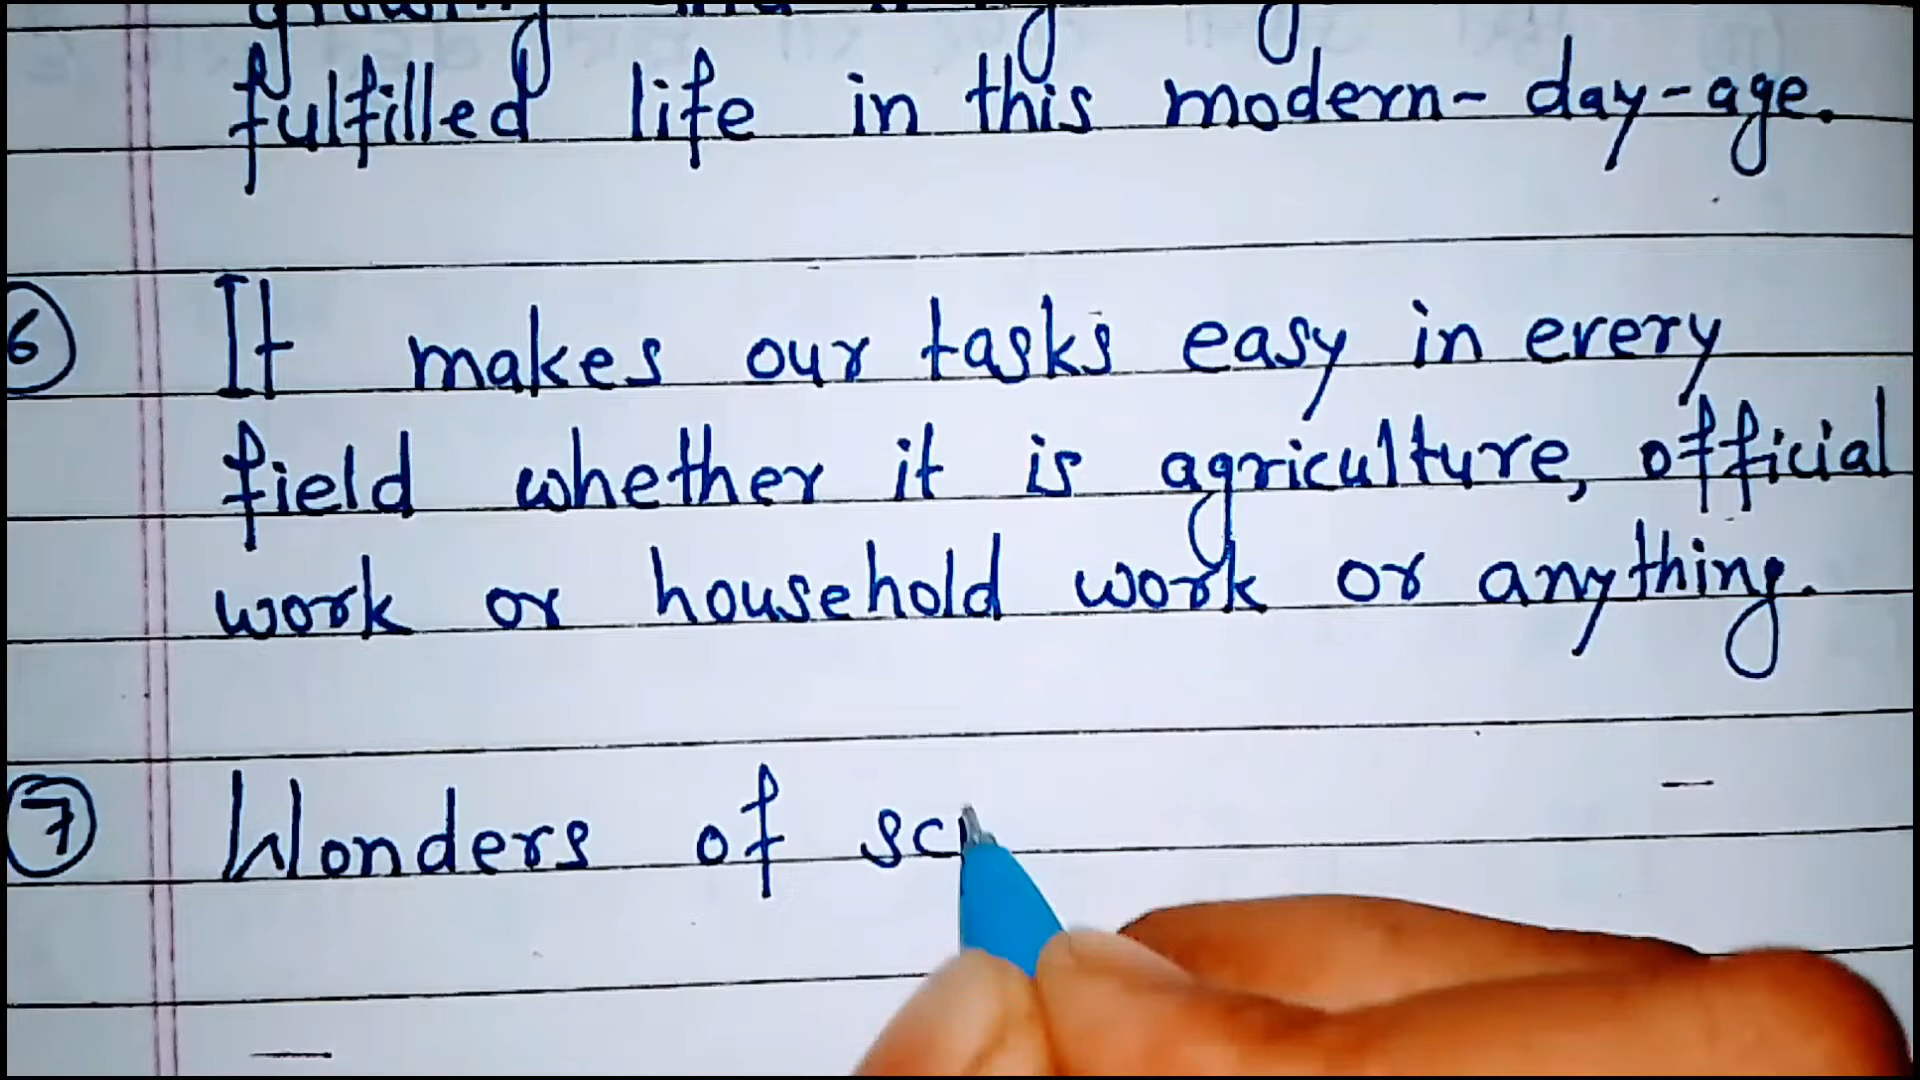 fulfilled life in this modern-day-age.
6 It makes our tasks easy in every
field whether it is agriculture, official
work or household work or anything.
7 Wonders of sc